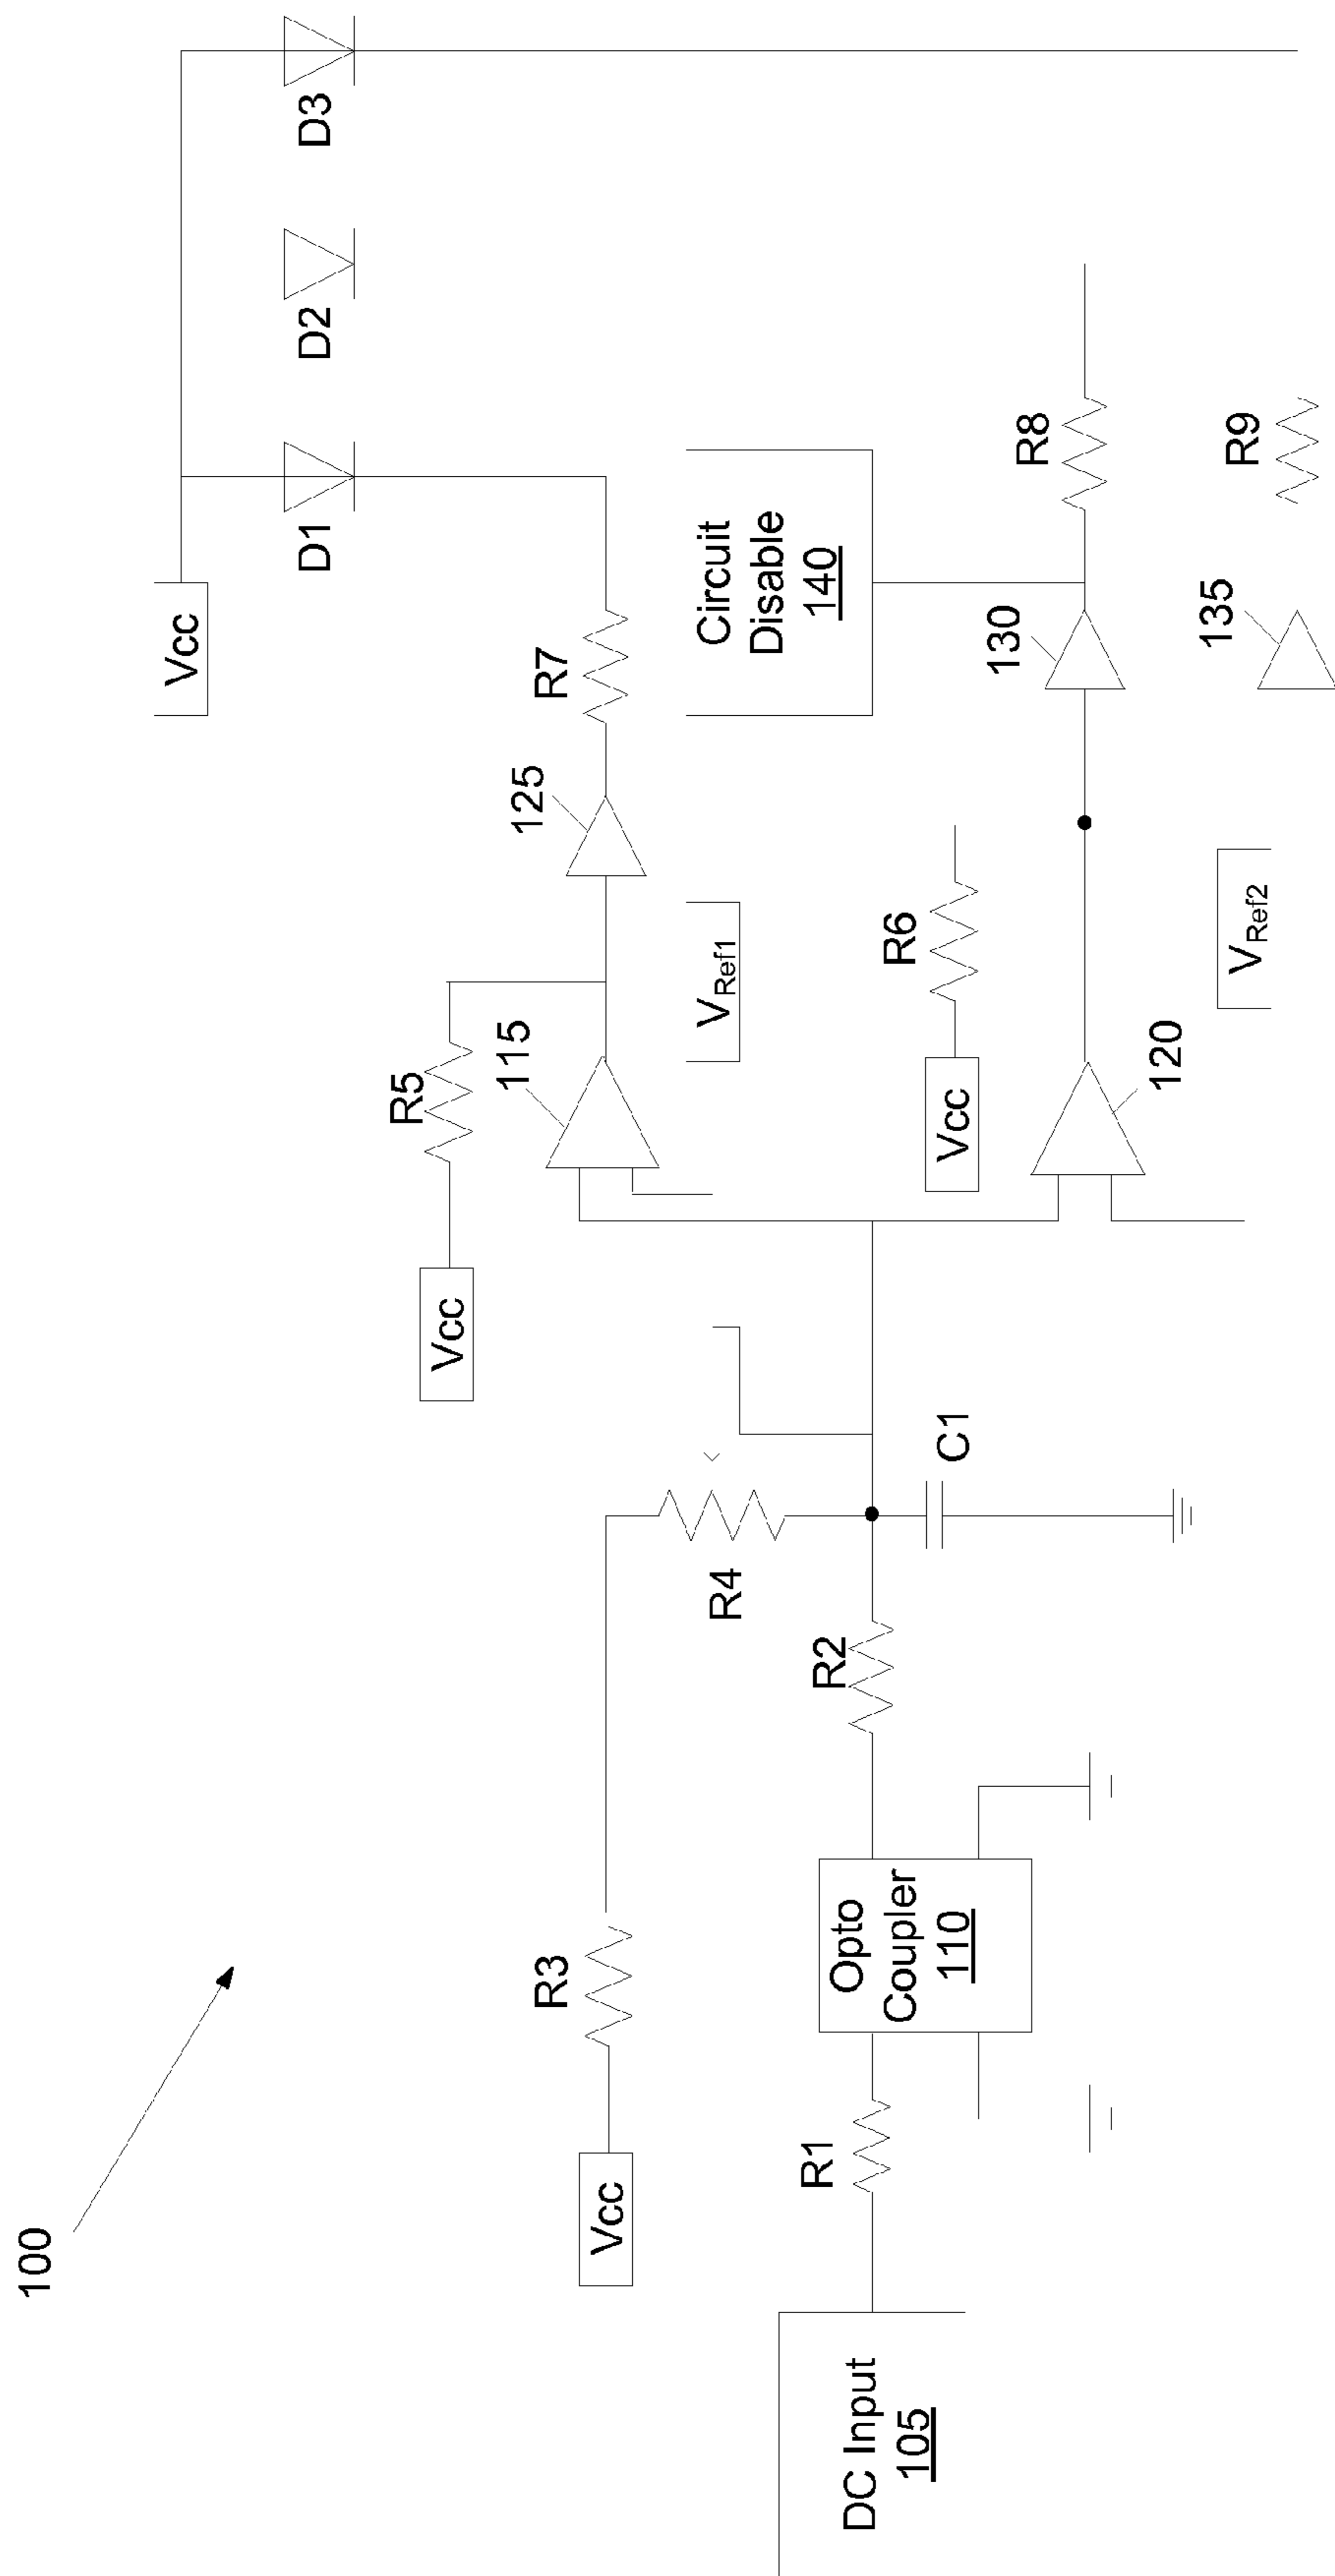 100
Vcc
D1
D2
D3
Vcc
R5
115
125
R7
Vcc
R3
R4
VRef1
Circuit
Disable
140
DC Input
105
R1
Opto
Coupler
110
R2
C1
Vcc
R6
130
R8
120
VRef2
135
R9